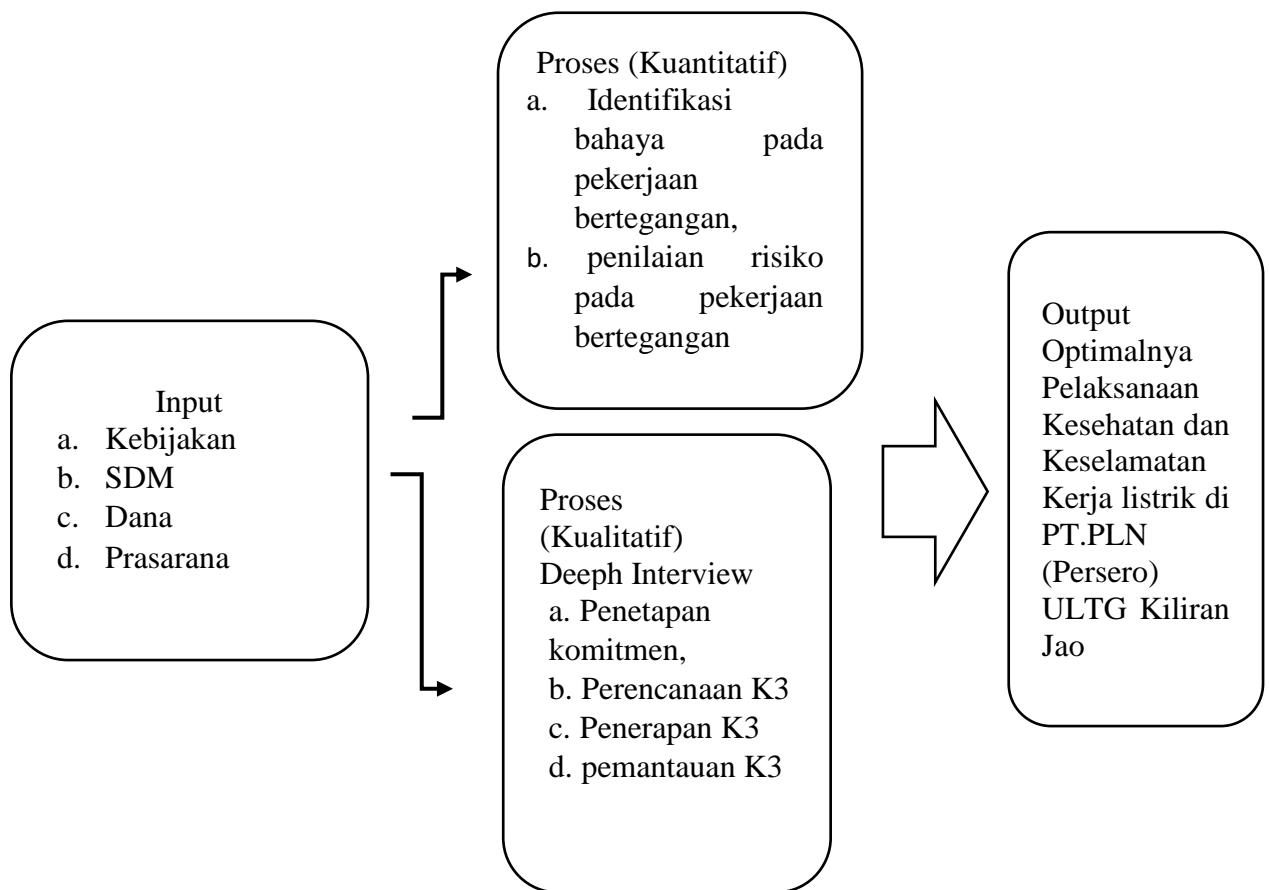 Input
a. Kebijakan
b. SDM
c. Dana
d. Prasarana
Proses (Kuantitatif)
a. Identifikasi
bahaya pada
pekerjaan
bertegangan,
b. penilaian risiko
pada pekerjaan
bertegangan
Proses
(Kualitatif)
Deeph Interview
a. Penetapan
komitmen,
b. Perencanaan K3
c. Penerapan K3
d. pemantauan K3
Output
Optimalnya
Pelaksanaan
Kesehatan dan
Keselamatan
Kerja listrik di
PT.PLN
(Persero)
ULTG Kiliran
Jao